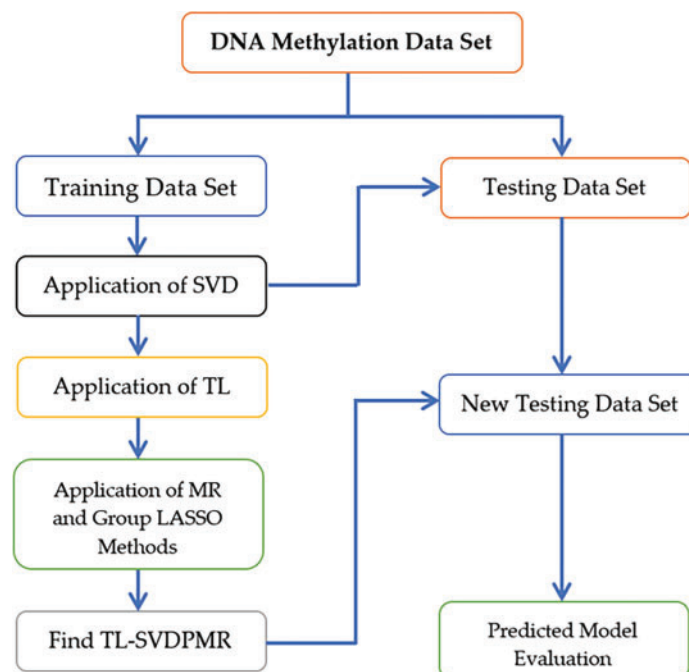 DNA Methylation Data Set
Training Data Set
Testing Data Set
Application of SVD
Application of TL
New Testing Data Set
Application of MR
and Group LASSO
Methods
Find TL-SVDPMR
Predicted Model
Evaluation